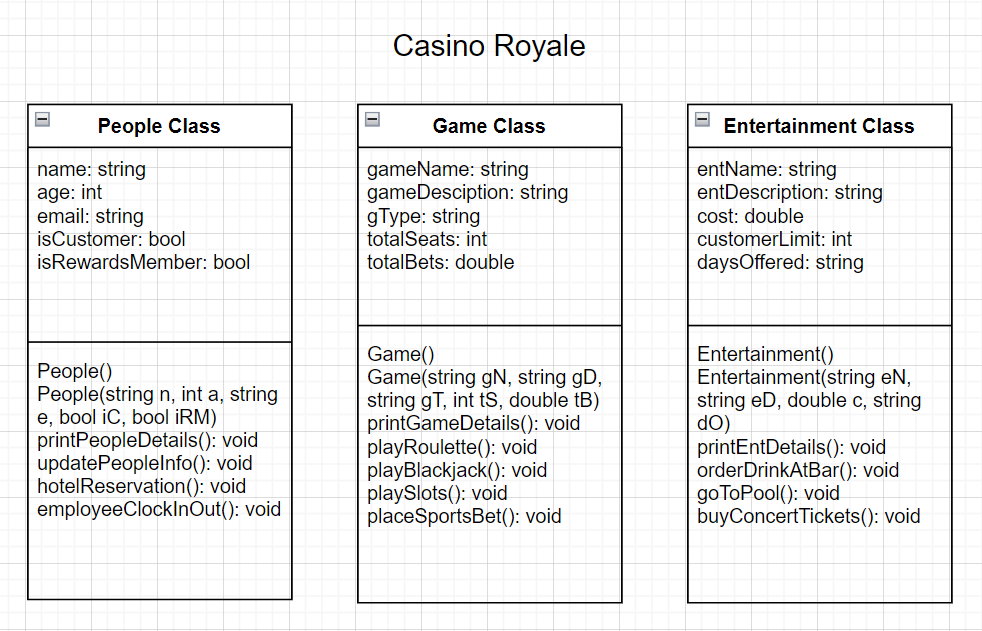 Casino Royale
People Class
name: string
age: int
email: string
isCustomer: bool
isRewardsMember: bool
People()
People(string n, int a, string
e, bool iC, bool iRM)
printPeopleDetails(): void
updatePeopleInfo(): void
hotelReservation(): void
employeeClockInOut(): void
Game Class
gameName: string
gameDesciption: string
gType: string
totalSeats: int
totalBets: double
Game()
Game(string gN, string gD,
string gT, int tS, double tB)
printGameDetails(): void
playRoulette(): void
playBlackjack(): void
playSlots(): void
placeSportsBet(): void
Entertainment Class
entName: string
entDescription: string
cost: double
customerLimit: int
daysOffered: string
Entertainment()
Entertainment(string eN,
string eD, double c, string
dO)
printEntDetails(): void
orderDrinkAtBar(): void
goToPool(): void
buyConcertTickets(): void